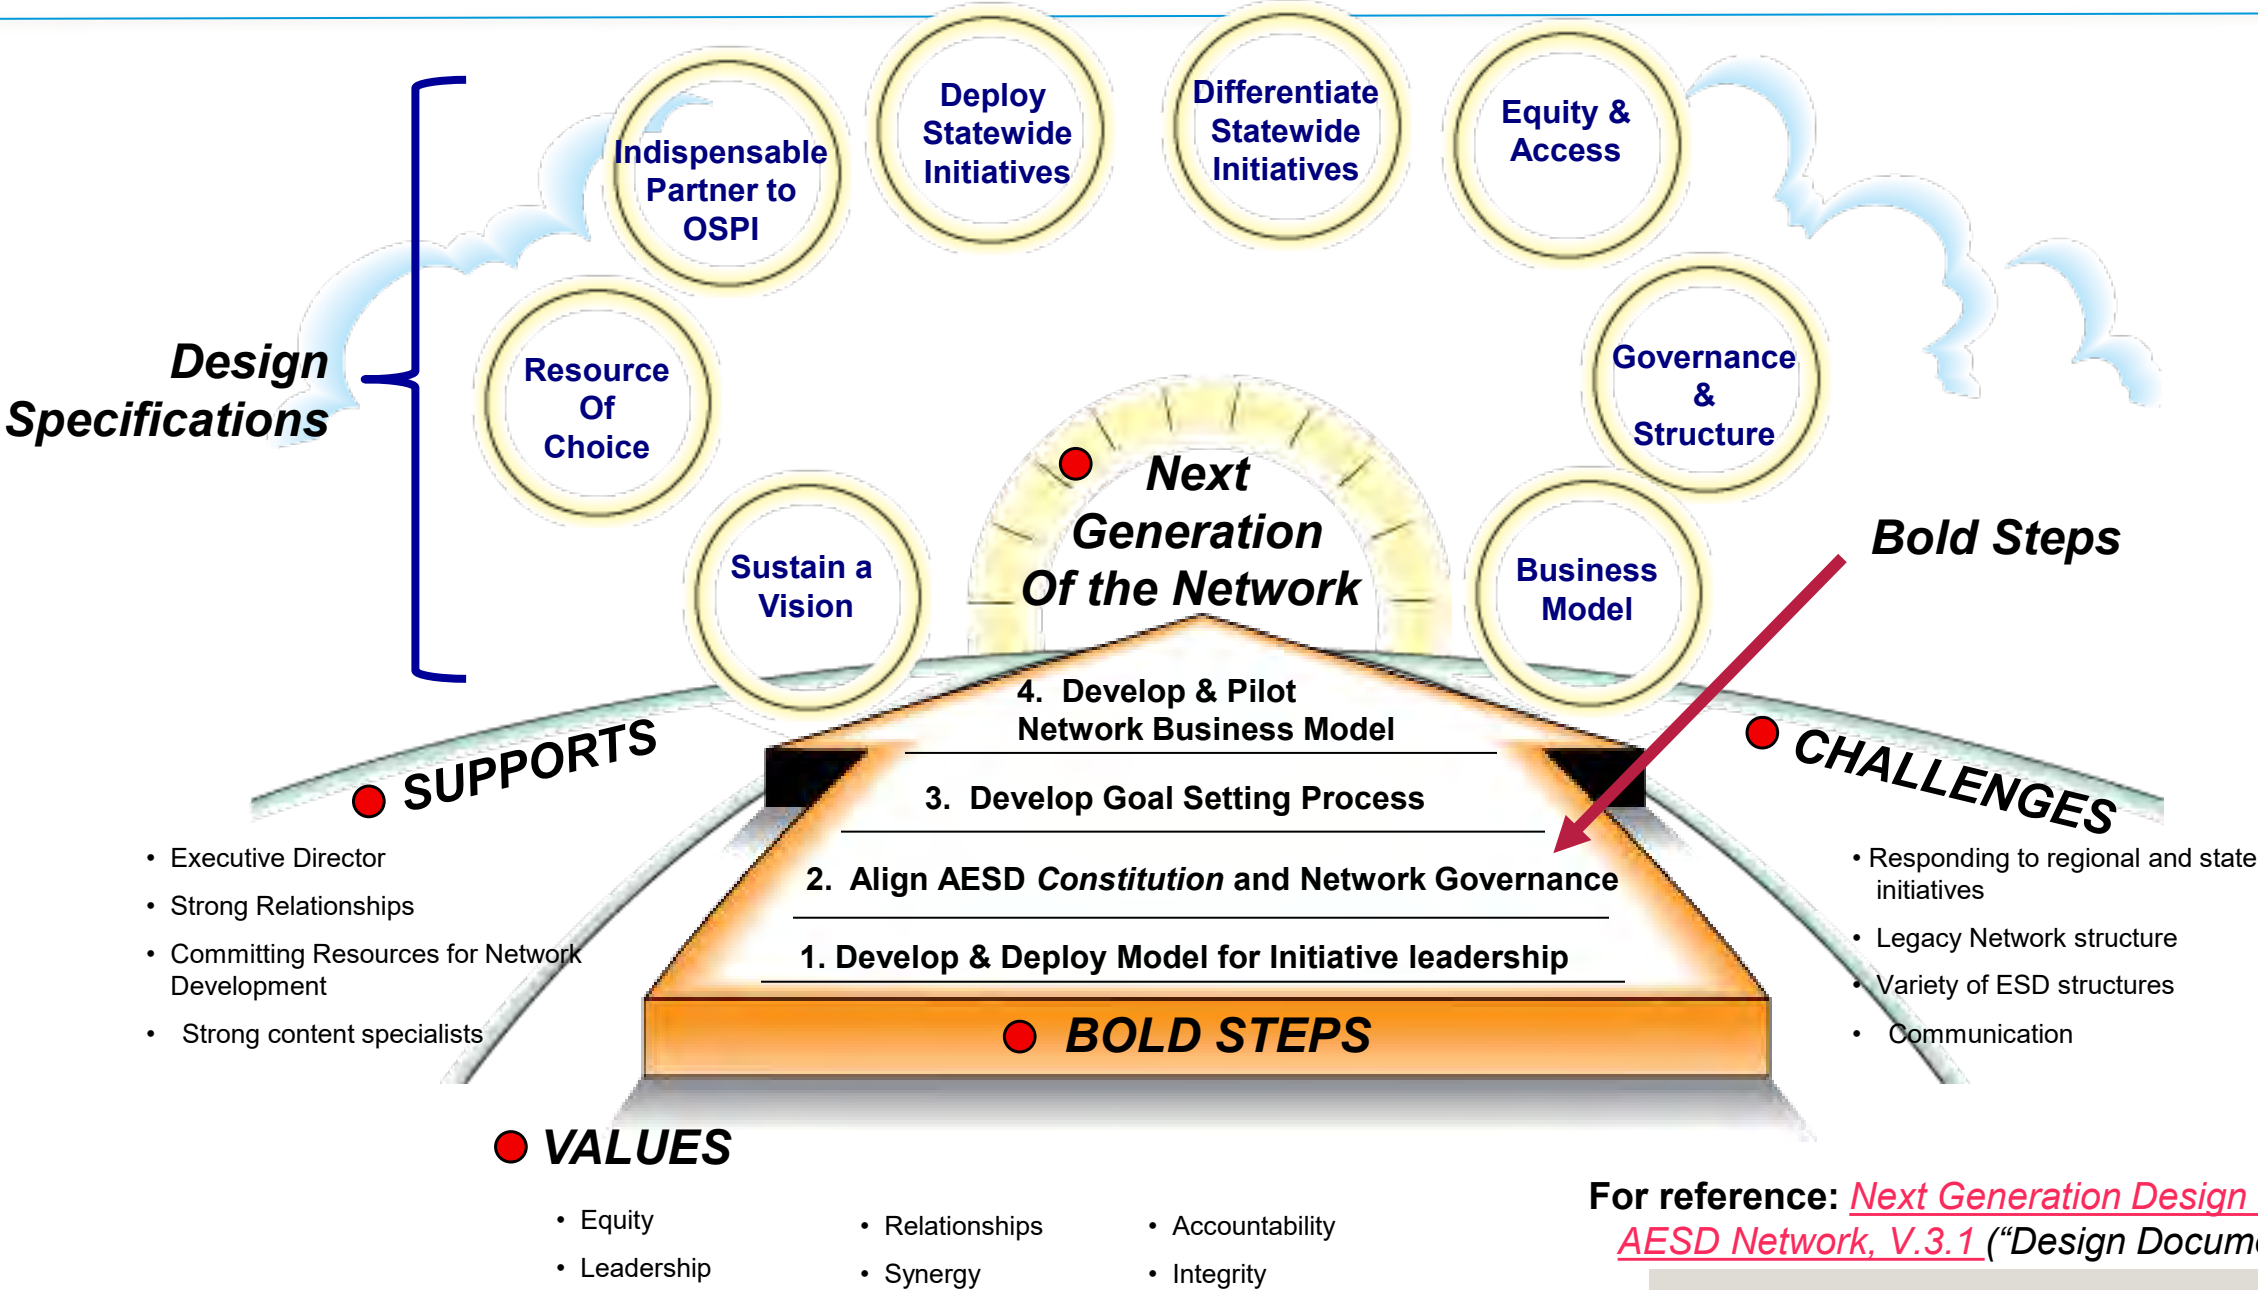 Deploy
Statewide
Initiatives
Differentiate
Statewide
Initiatives
Equity &
Access
Indispensable
Partner to
OSPI
Design
Specifications
Resource
Of
Choice
Governance
&
Structure
Next
Generation
Of the Network
Sustain a
Vision
Business
Model
Bold Steps
4. Develop & Pilot
Network Business Model
3. Develop Goal Setting Process
2. Align AESD Constitution and Network Governance
1. Develop & Deploy Model for Initiative leadership
BOLD STEPS
SUPPORTS
• Executive Director
• Strong Relationships
• Committing Resources for Network
Development
• Strong content specialists
CHALLENGES
• Responding to regional and state
initiatives
• Legacy Network structure
• Variety of ESD structures
• Communication
VALUES
• Equity
• Leadership
• Relationships
• Synergy
• Accountability
• Integrity
For reference: Next Generation Design
AESD Network, V.3.1 (“Design